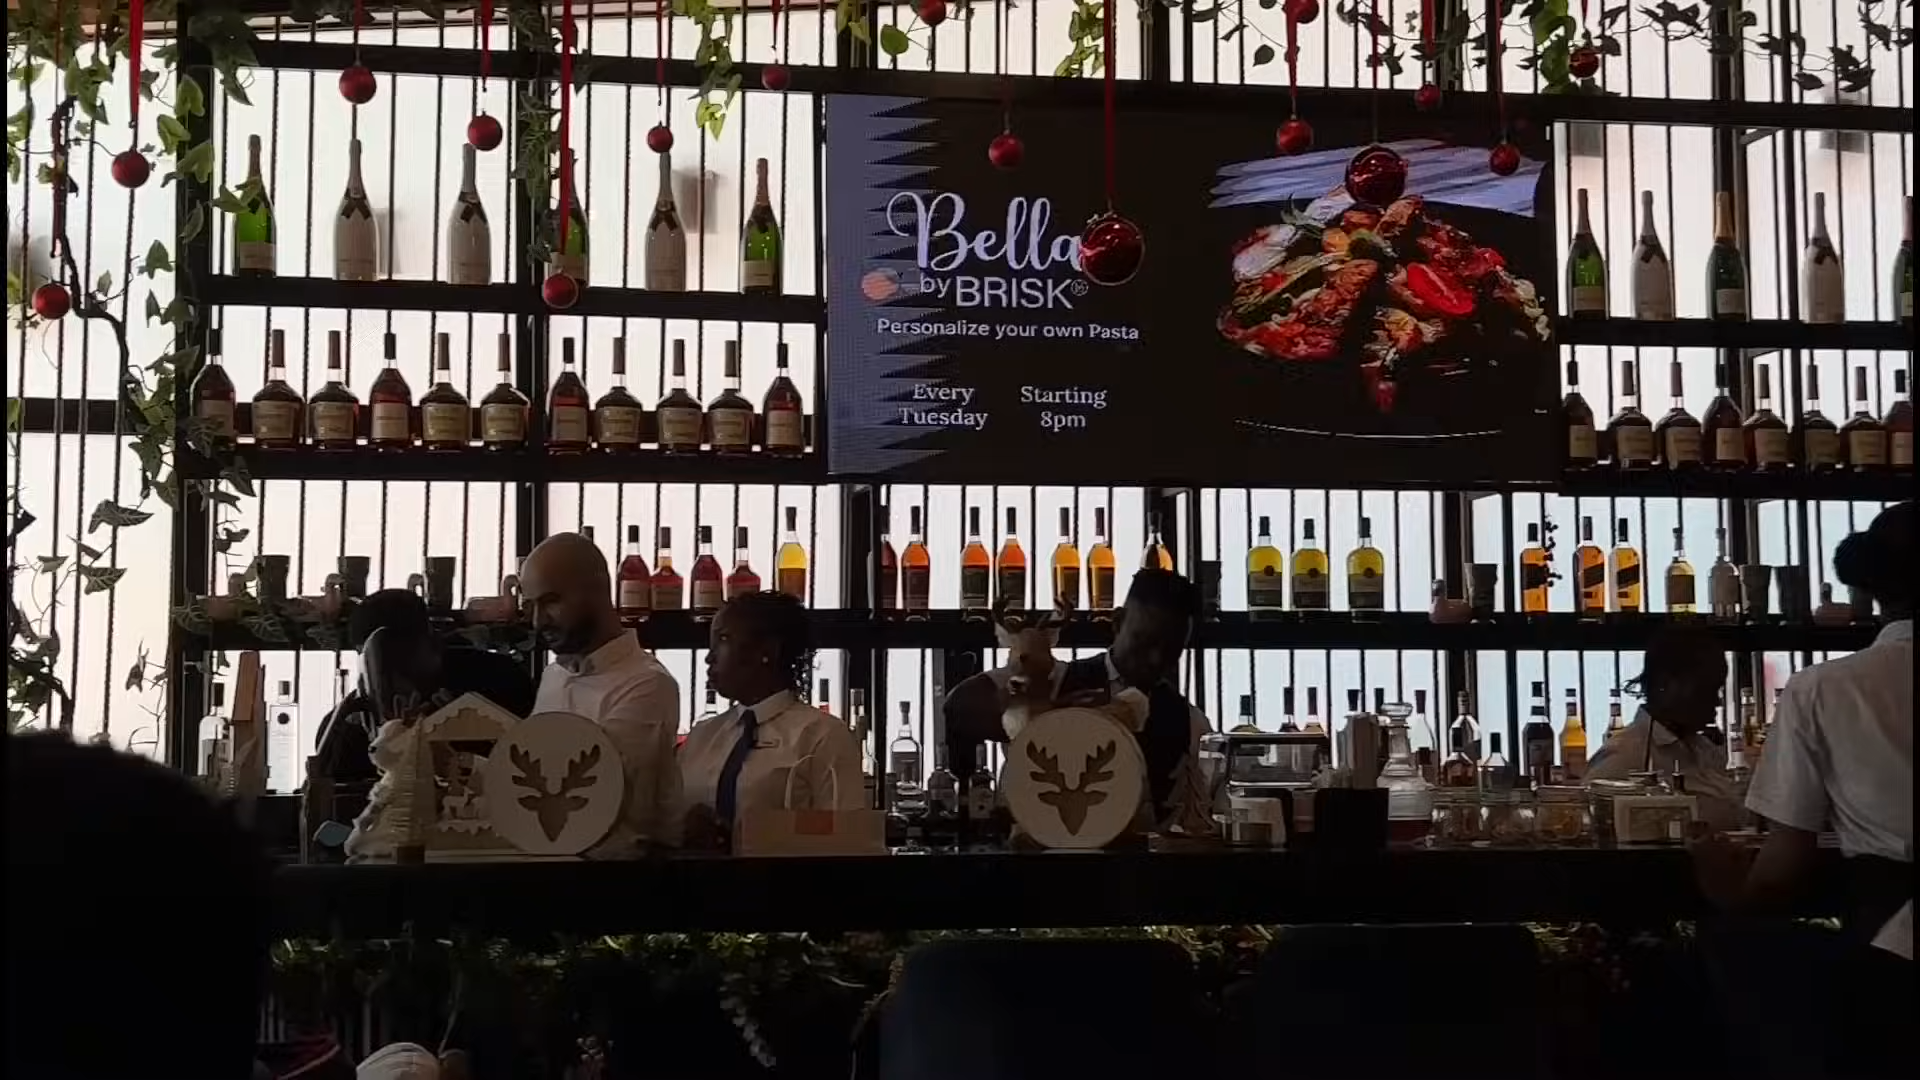 Bella
by BRISK®
Personalize your own Pasta
Every Tuesday
Starting 8pm